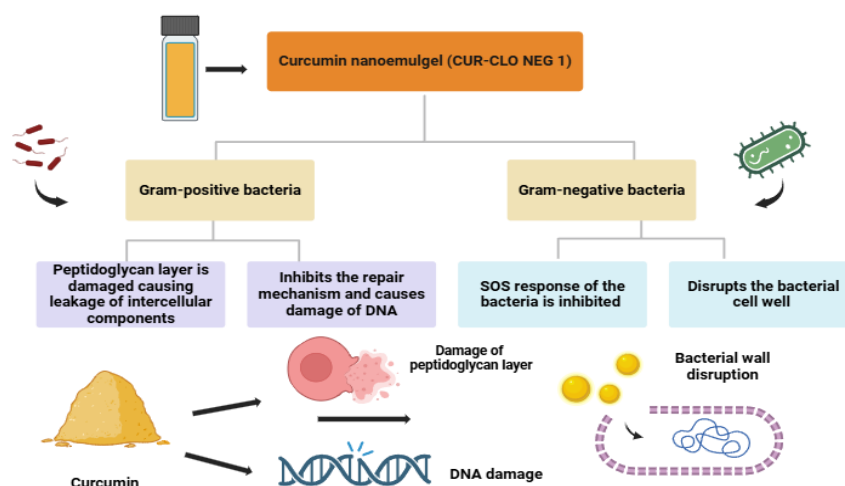 Curcumin nanoemulgel (CUR-CLO NEG 1)
Gram-positive bacteria
Gram-negative bacteria
Peptidoglycan layer is
damaged causing
leakage of intercellular
components
Inhibits the repair
mechanism and causes
damage of DNA
SOS response of the
bacteria is inhibited
Disrupts the bacterial
cell well
Damage of
peptidoglycan layer
Bacterial wall
disruption
DNA damage
Curcumin